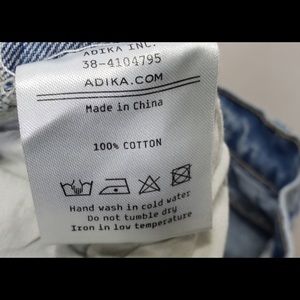 ADIKA INC.
38-4104795
ADIKA.COM
Made in China
100% COTTON
Hand wash in cold water
Do not tumble dry
Iron in low temperature